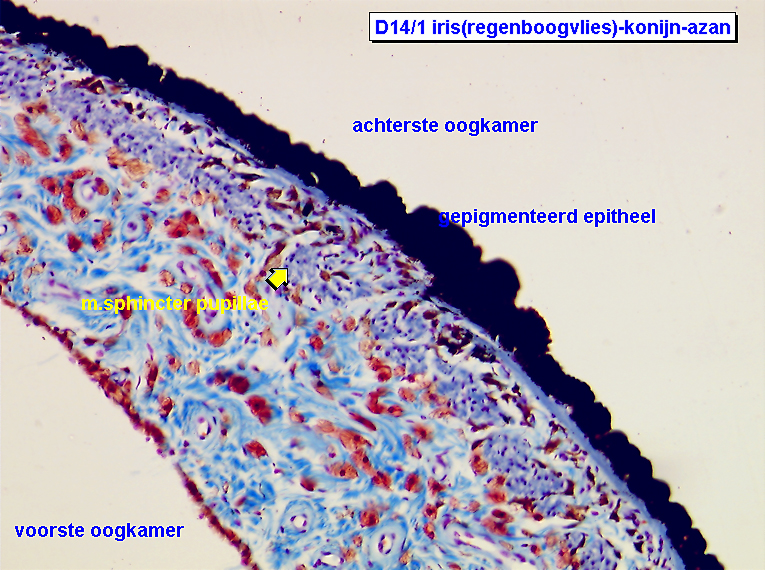 D14/1 iris(regenboogvlies)-konijn-azan
achterste oogkamer
gepigmenteerd epitheel
m.sphincter pupillae
voorste oogkamer